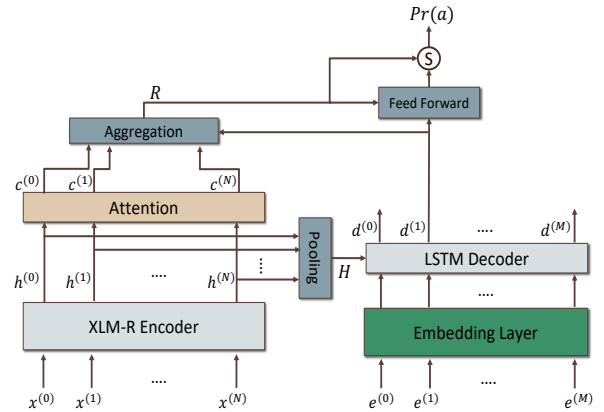 Pr(a)
S
R
Feed Forward
Aggregation
c^(0) c^(1) c^(N)
Attention
d^(0) d^(1) .... d^(M)
Pooling
H
LSTM Decoder
h^(0) h^(1) .... h^(N) ....
....
XLM-R Encoder
Embedding Layer
x^(0) x^(1) .... x^(N)
e^(0) e^(1) .... e^(M)